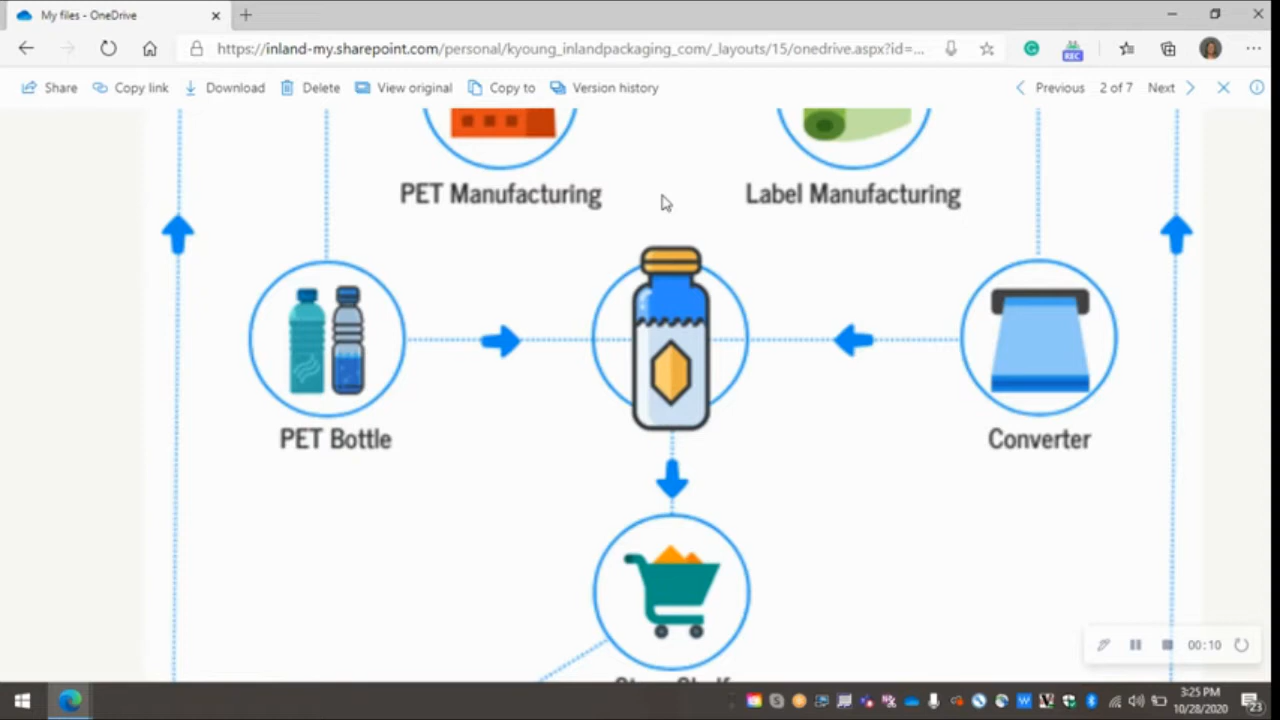 My files - OneDrive
https://inland-my.sharepoint.com/personal/kyoung_inlandpackaging_com/_layouts/15/onedrive.aspx?id=...
REC
Share Copy link Download Delete View original Copy to Version history Previous 2 of 7 Next
PET Manufacturing Label Manufacturing
PET Bottle Converter
00:10
3:25 PM
10/28/2020
23